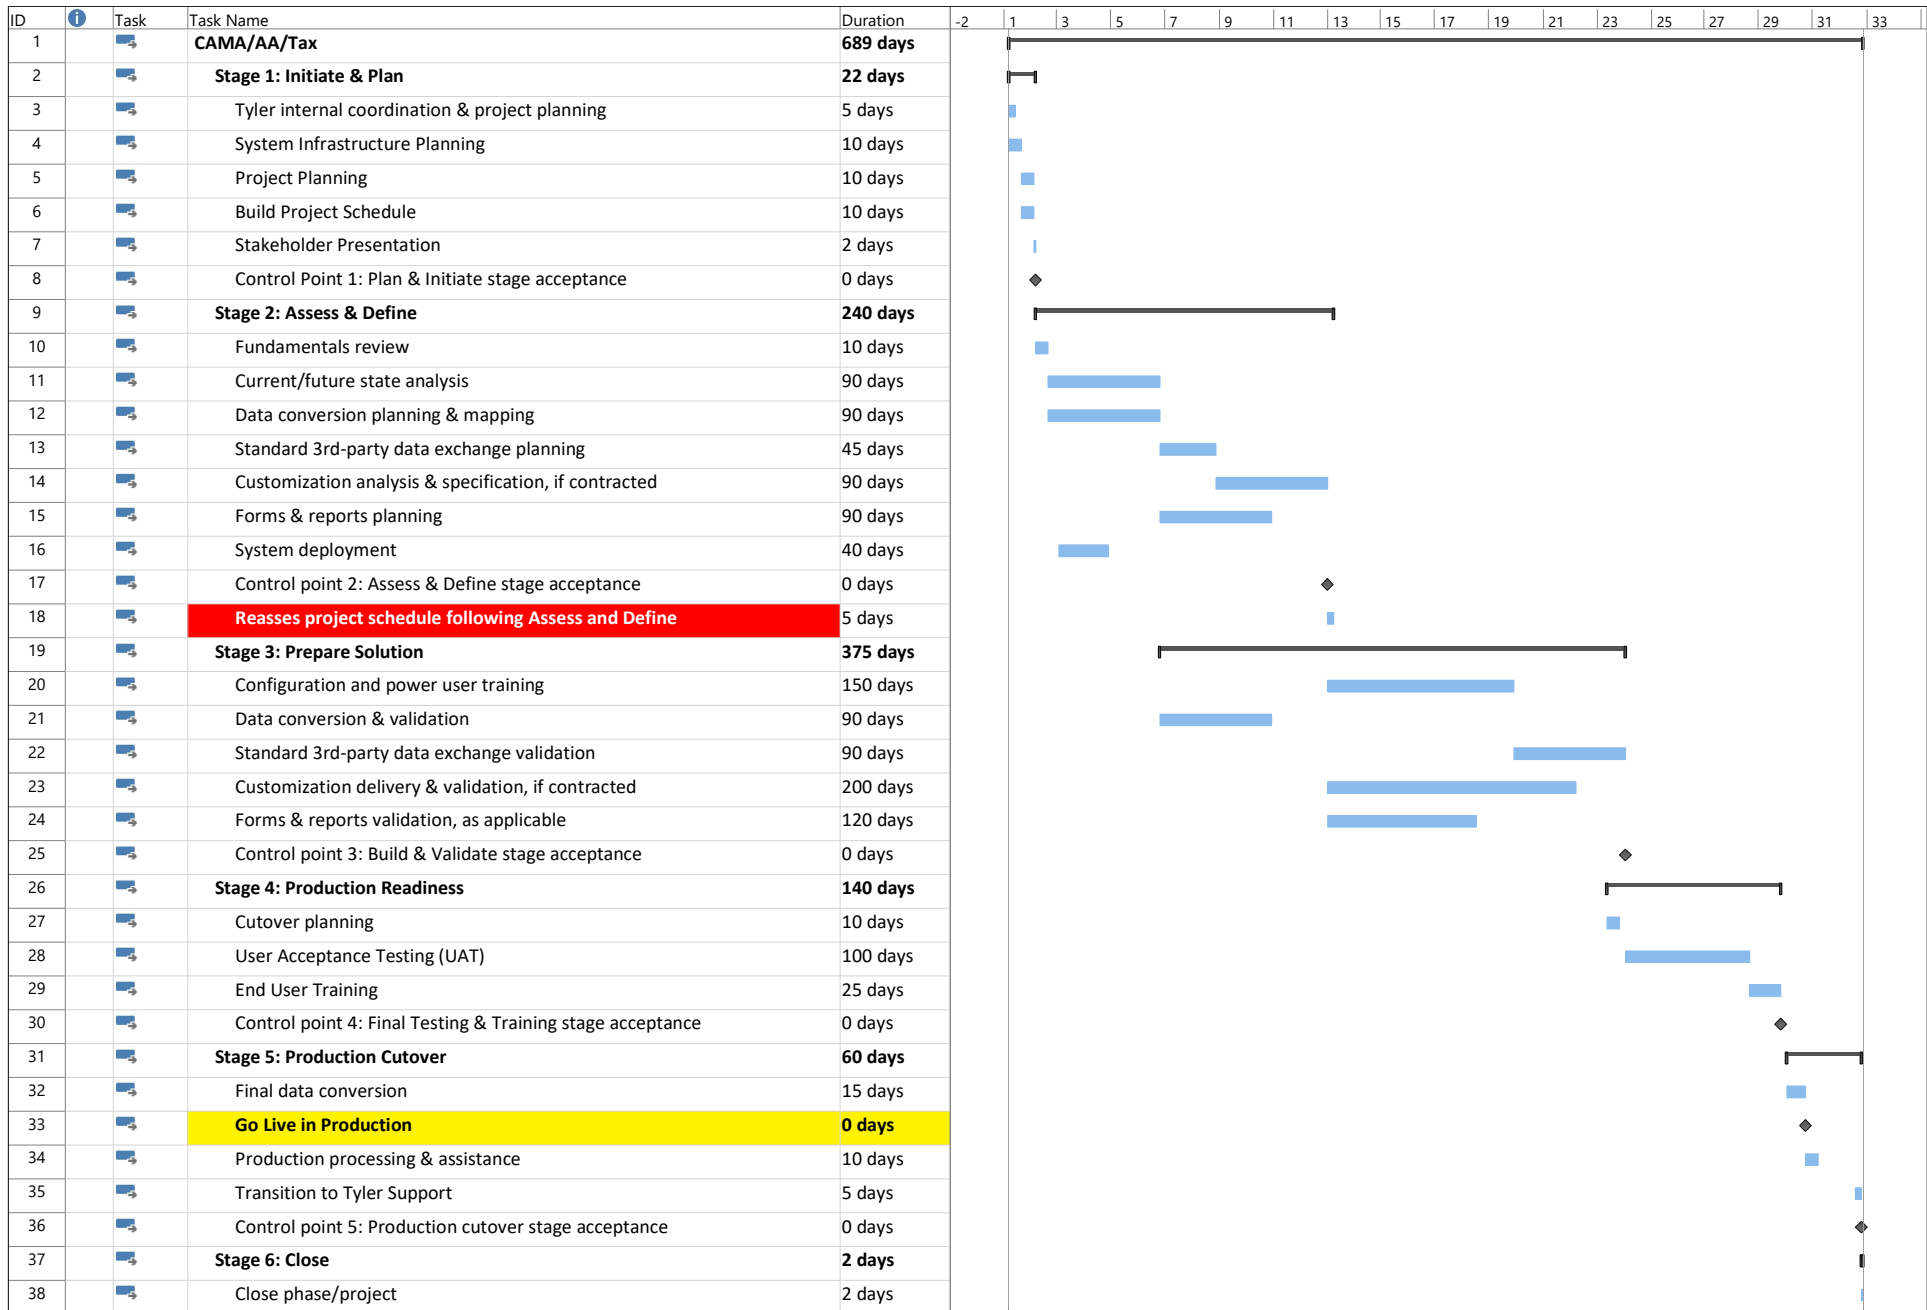 ID Task Task Name Duration -2 1 3 5 7 9 11 13 15 17 19 21 23 25 27 29 31 33
1 CAMA/AA/Tax 689 days
2 Stage 1: Initiate & Plan 22 days
3 Tyler internal coordination & project planning 5 days
4 System Infrastructure Planning 10 days
5 Project Planning 10 days
6 Build Project Schedule 10 days
7 Stakeholder Presentation 2 days
8 Control Point 1: Plan & Initiate stage acceptance 0 days
9 Stage 2: Assess & Define 240 days
10 Fundamentals review 10 days
11 Current/future state analysis 90 days
12 Data conversion planning & mapping 90 days
13 Standard 3rd-party data exchange planning 45 days
14 Customization analysis & specification, if contracted 90 days
15 Forms & reports planning 90 days
16 System deployment 40 days
17 Control point 2: Assess & Define stage acceptance 0 days
18 Reasses project schedule following Assess and Define 5 days
19 Stage 3: Prepare Solution 375 days
20 Configuration and power user training 150 days
21 Data conversion & validation 90 days
22 Standard 3rd-party data exchange validation 90 days
23 Customization delivery & validation, if contracted 200 days
24 Forms & reports validation, as applicable 120 days
25 Control point 3: Build & Validate stage acceptance 0 days
26 Stage 4: Production Readiness 140 days
27 Cutover planning 10 days
28 User Acceptance Testing (UAT) 100 days
29 End User Training 25 days
30 Control point 4: Final Testing & Training stage acceptance 0 days
31 Stage 5: Production Cutover 60 days
32 Final data conversion 15 days
33 Go Live in Production 0 days
34 Production processing & assistance 10 days
35 Transition to Tyler Support 5 days
36 Control point 5: Production cutover stage acceptance 0 days
37 Stage 6: Close 2 days
38 Close phase/project 2 days